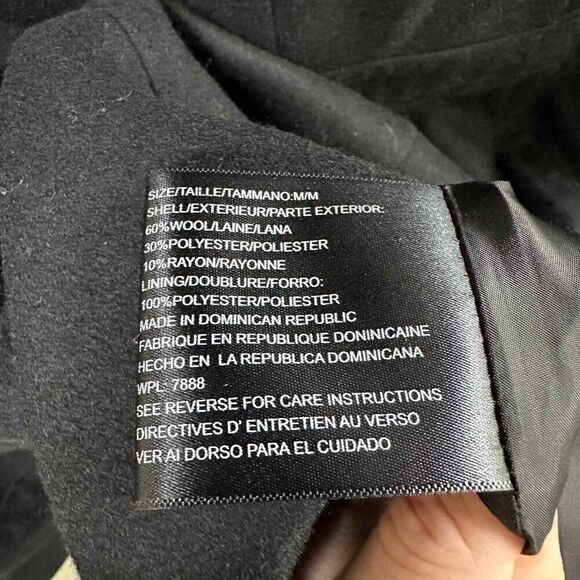 SIZE/TAILLE/TAMMANO:M/M
SHELL/EXTERIEUR/PARTE EXTERIOR:
60%WOOL/LAINE/LANA
30%POLYESTER/POLIESTER
10%RAYON/RAYONNE
LINING/DOUBLURE/FORRO:
100%POLYESTER/POLIESTER
MADE IN DOMINICAN REPUBLIC
FABRIQUE EN REPUBLIQUE DONINICAINE
HECHO EN LA REPUBLICA DOMINICANA
WPL: 7888
SEE REVERSE FOR CARE INSTRUCTIONS
DIRECTIVES D' ENTRETIEN AU VERSO
VER AI DORSO PARA EL CUIDADO